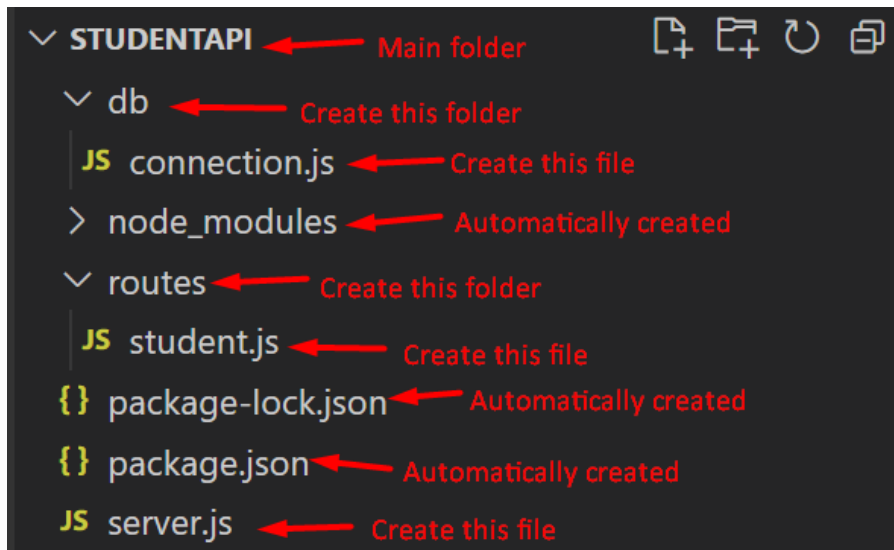 STUDENTAPI Main folder
db Create this folder
JS connection.js Create this file
node_modules Automatically created
routes Create this folder
JS student.js Create this file
{} package-lock.json Automatically created
{} package.json Automatically created
JS server.js Create this file